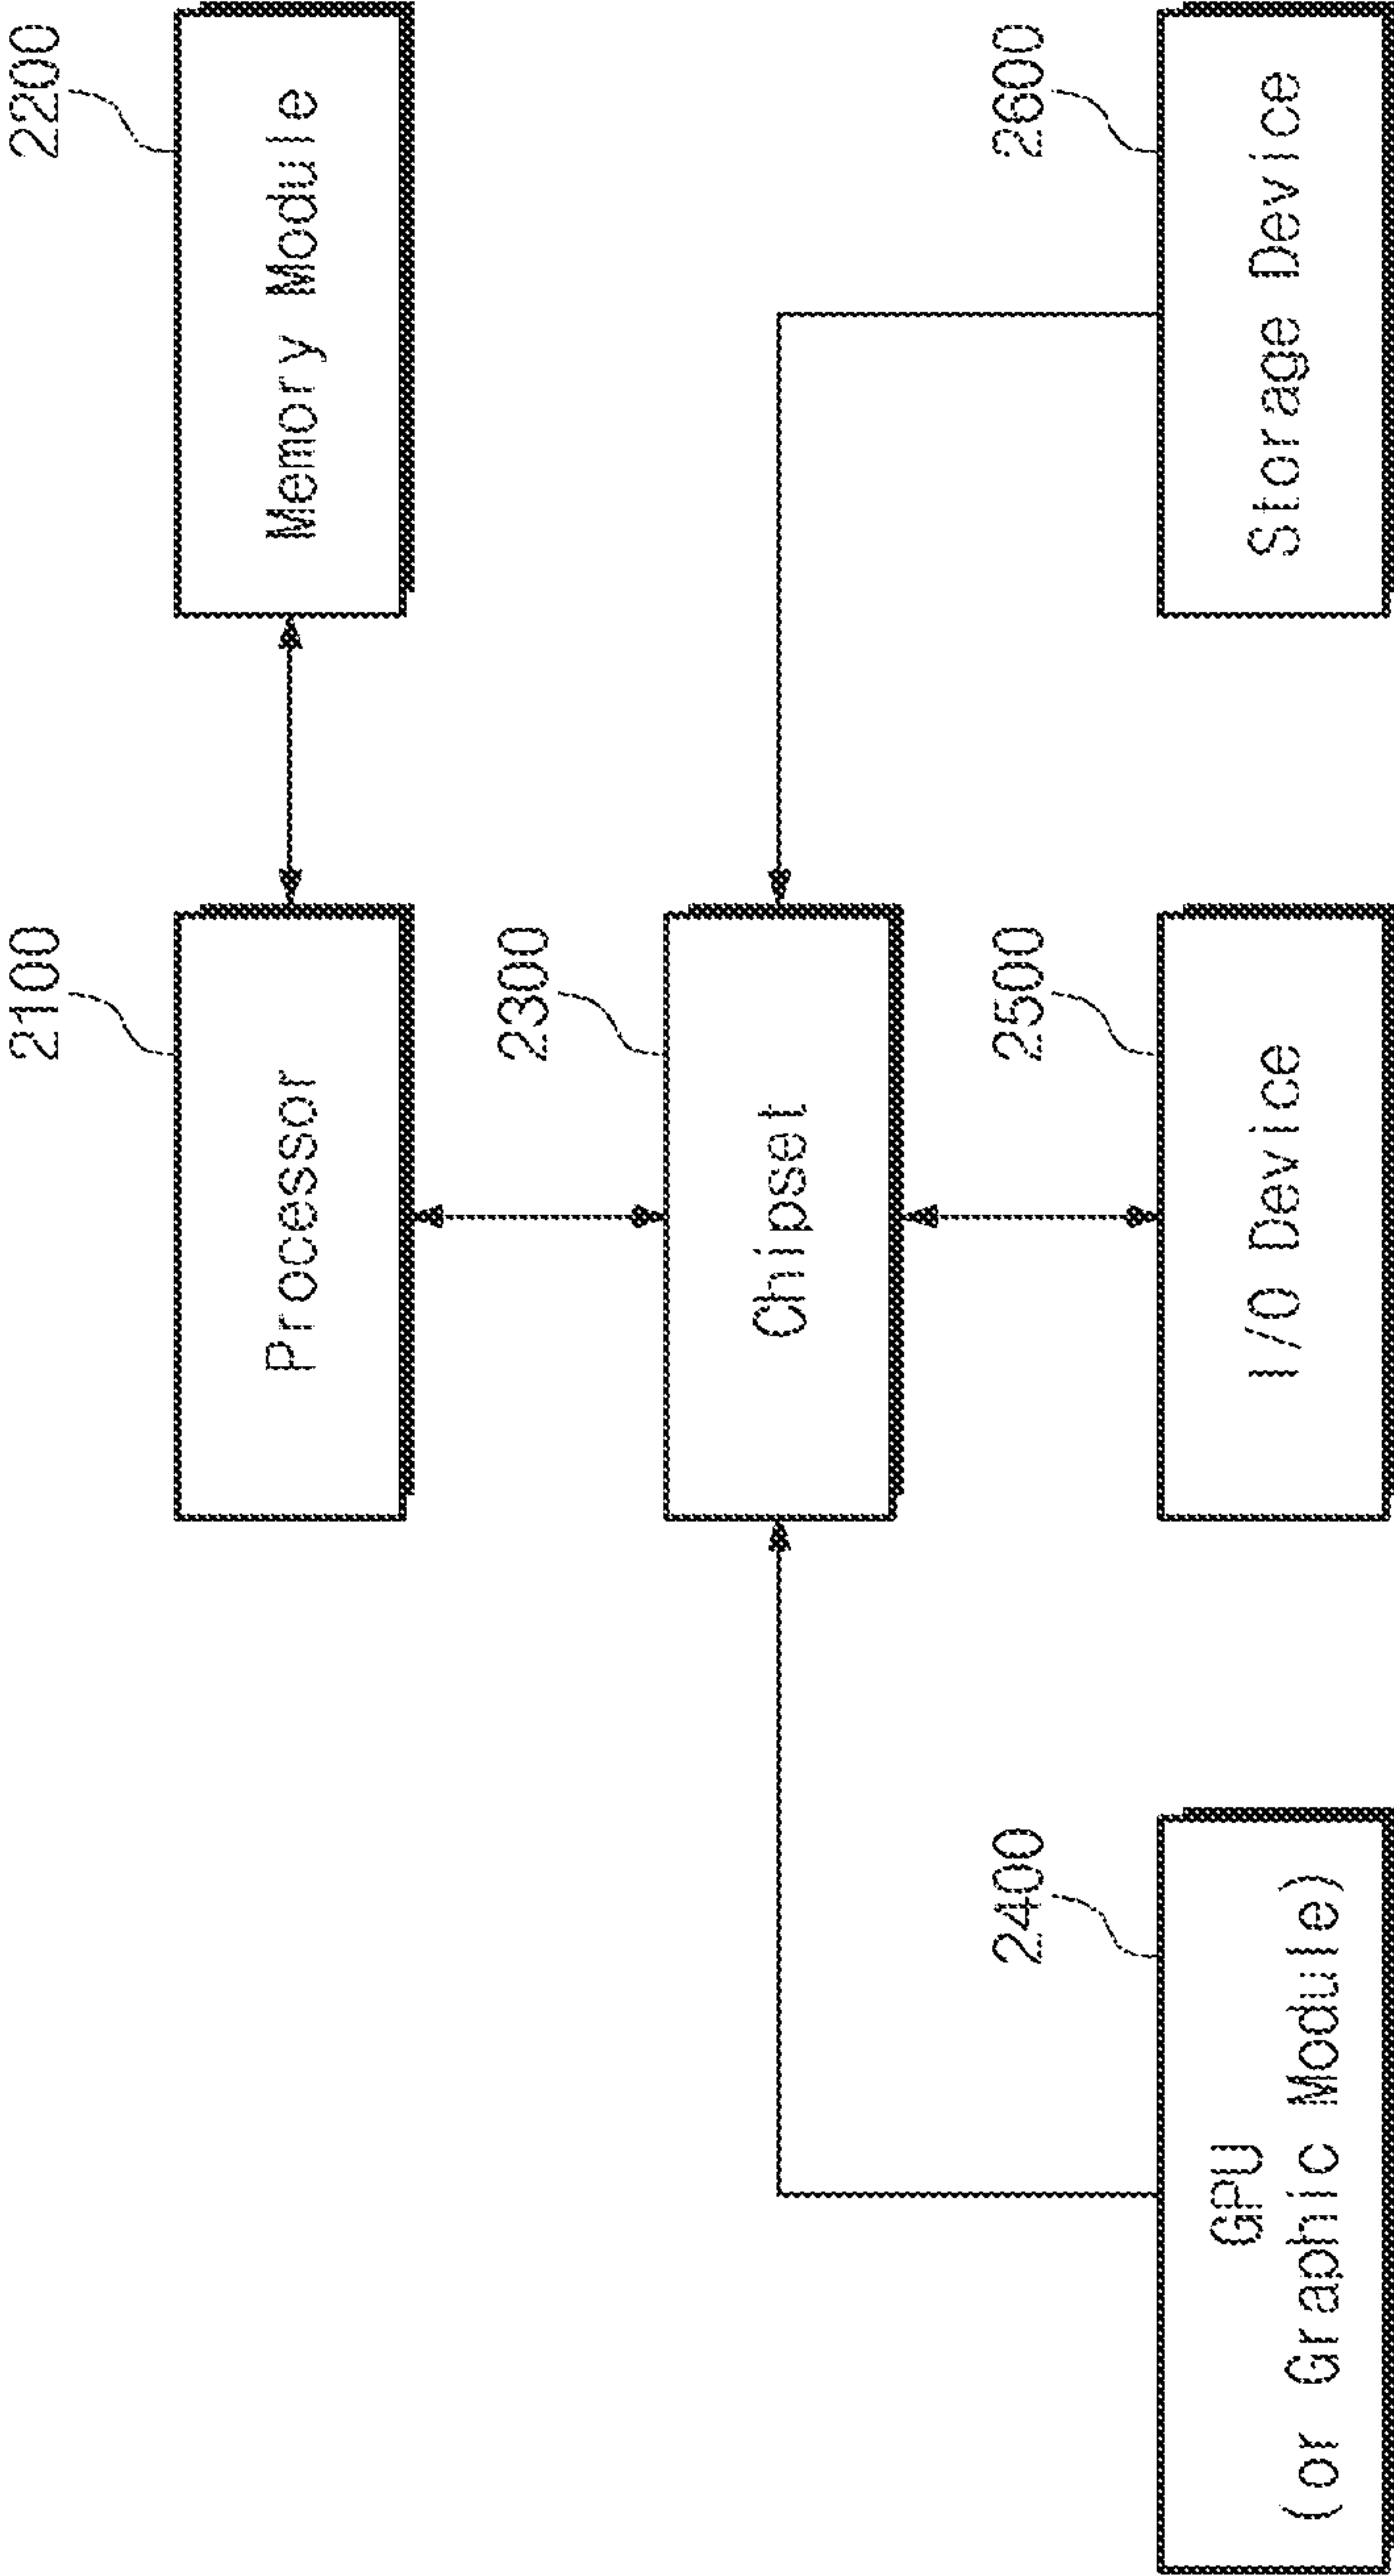 2100
Processor
2200
Memory Module
2300
Chipset
2400
GPU
(or Graphic Module)
2500
I/O Device
2600
Storage Device